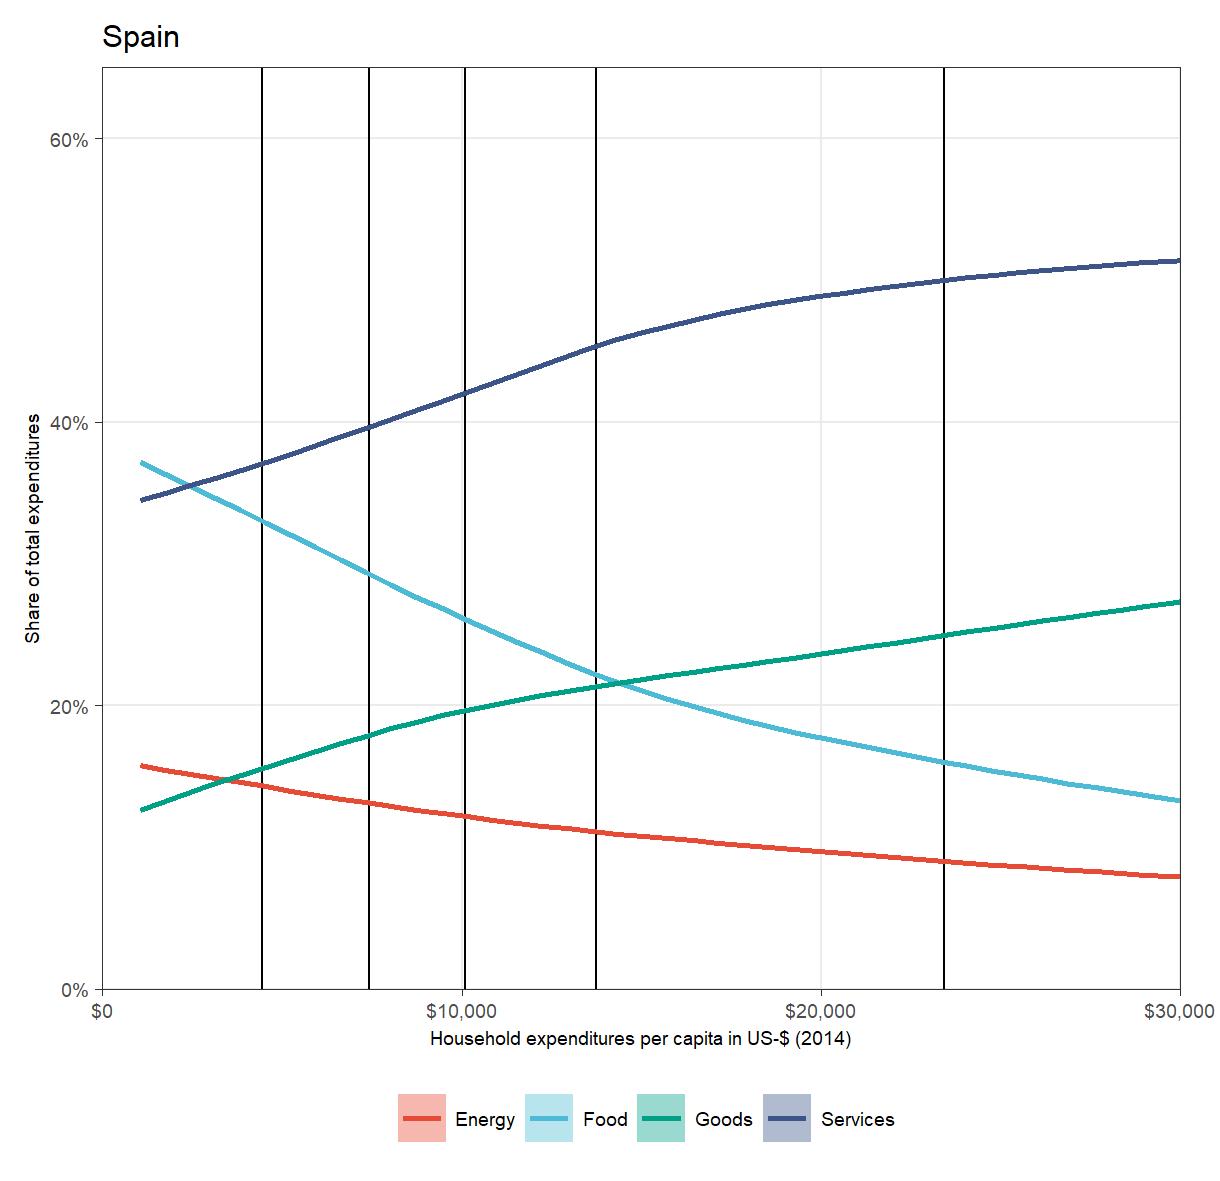 Spain
60%
40%
20%
0%
Share of total expenditures
$0 $10,000 $20,000 $30,000
Household expenditures per capita in US-$ (2014)
Energy Food Goods Services